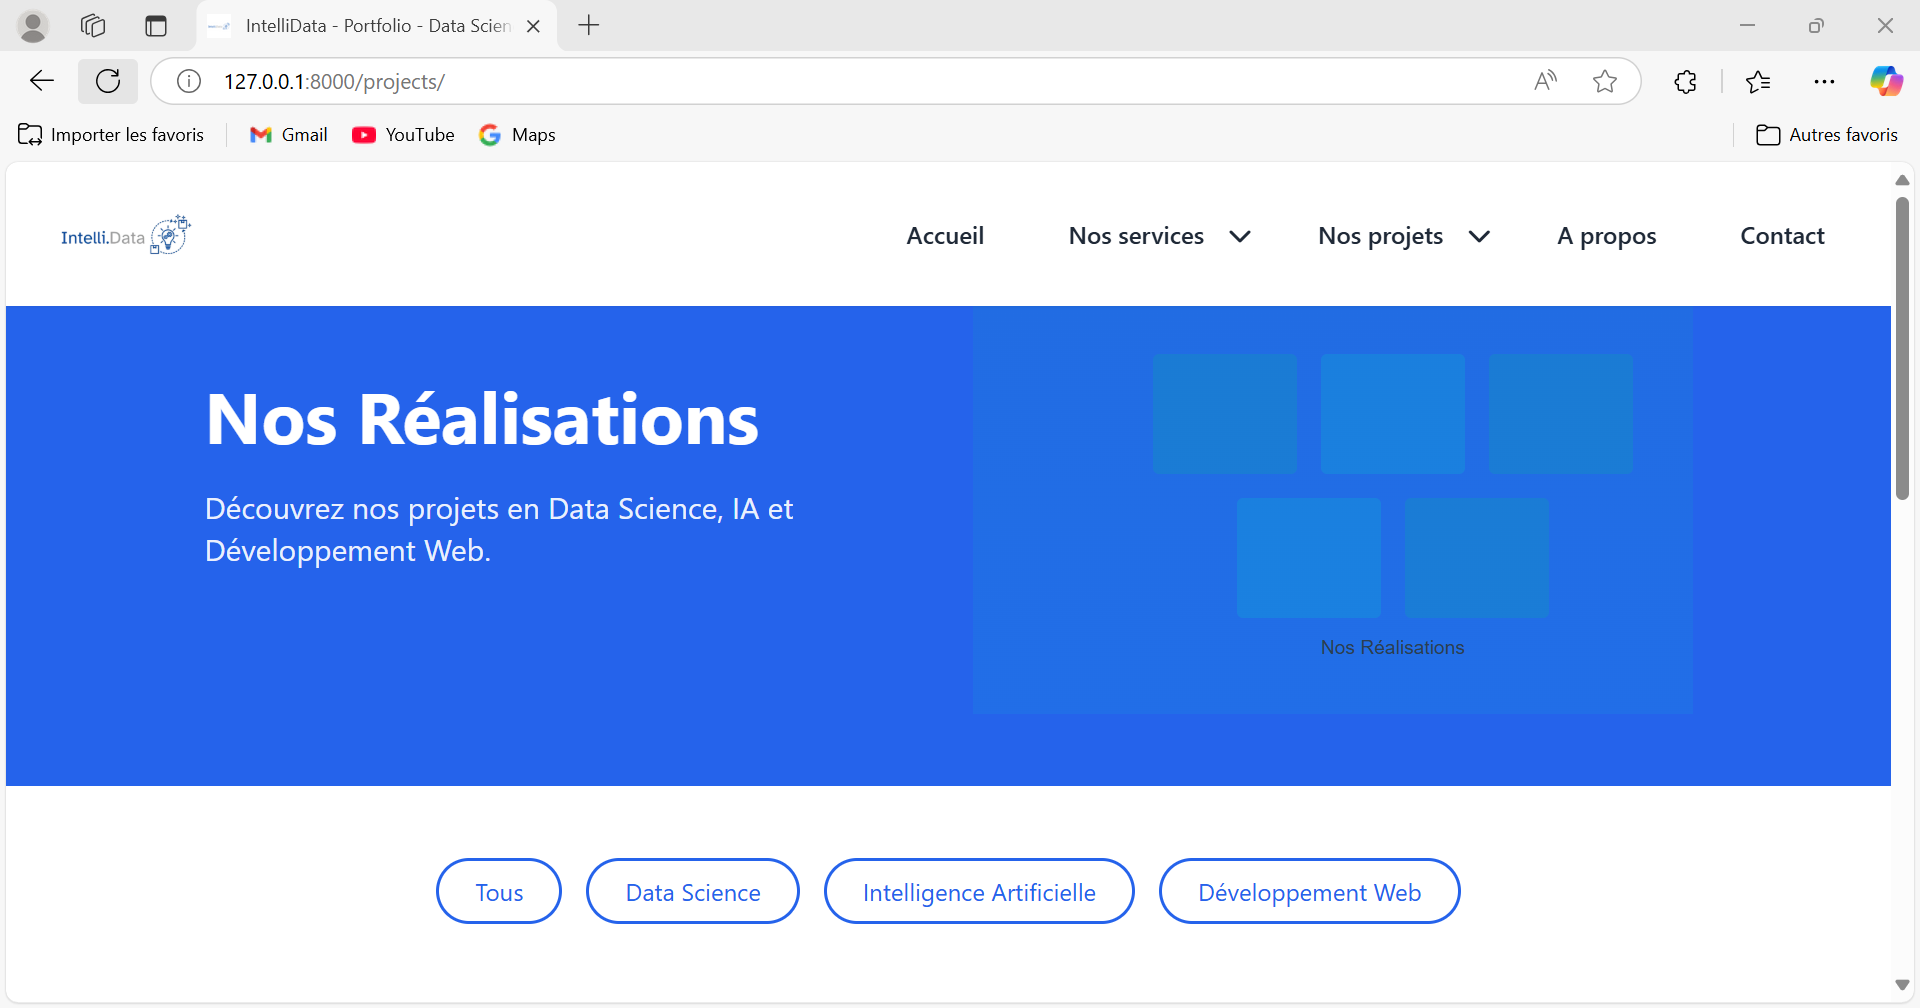 IntelliData - Portfolio - Data Scien
127.0.0.1:8000/projects/
Importer les favoris
Gmail
YouTube
Maps
Autres favoris
Intelli.Data
Accueil
Nos services
Nos projets
A propos
Contact
Nos Réalisations
Découvrez nos projets en Data Science, IA et
Développement Web.
Nos Réalisations
Tous
Data Science
Intelligence Artificielle
Développement Web